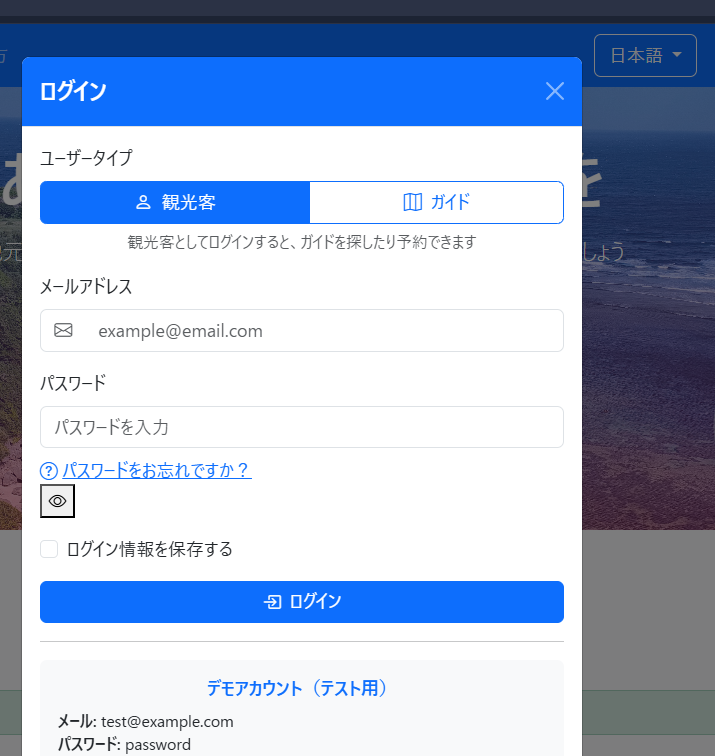 日本語
ログイン
ユーザータイプ
観光客
ガイド
観光客としてログインすると、ガイドを探したり予約できます
を
しょう
メールアドレス
example@email.com
パスワード
パスワードを入力
パスワードをお忘れですか？
ログイン情報を保存する
ログイン
デモアカウント（テスト用）
メール: test@example.com
パスワード: password